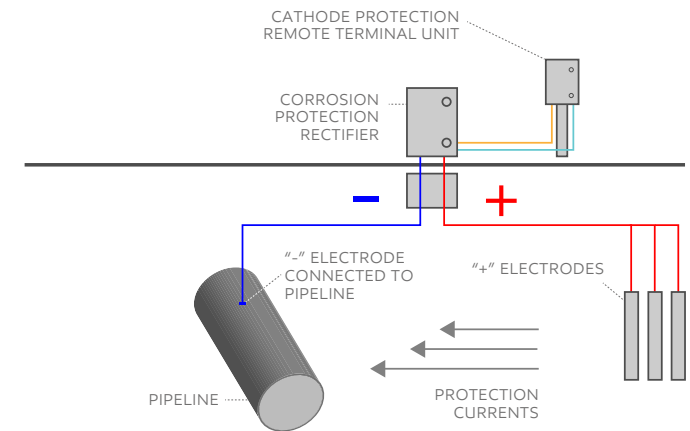 CATHODE PROTECTION
REMOTE TERMINAL UNIT
CORROSION
PROTECTION
RECTIFIER
-
+
“-” ELECTRODE
CONNECTED TO
PIPELINE
“+” ELECTRODES
PIPELINE
PROTECTION
CURRENTS